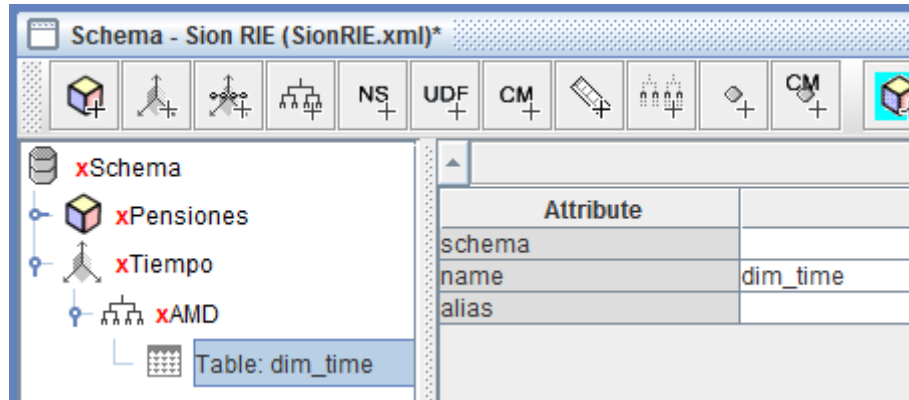 Schema - Sion RIE (SionRIE.xml)*
NS UDF CM CM
xSchema
xPensiones
xTiempo
xAMD
Table: dim_time
Attribute
schema
name dim_time
alias